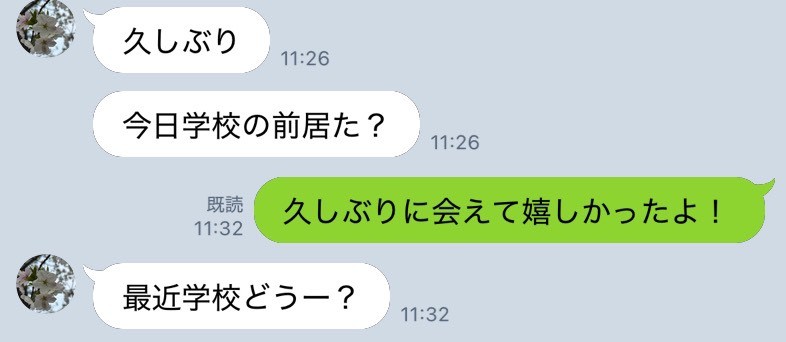 久しぶり
11:26
今日学校の前居た？
11:26
既読
11:32
久しぶりに会えて嬉しかったよ！
最近学校どうー？
11:32